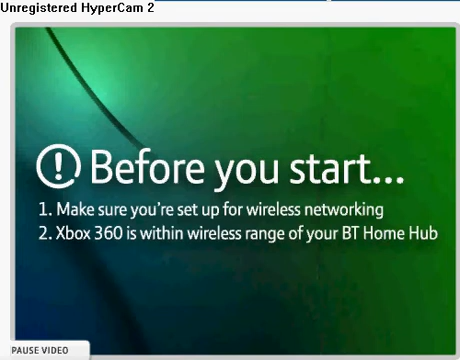 Unregistered HyperCam 2
! Before you start...
1. Make sure you're set up for wireless networking
2. Xbox 360 is within wireless range of your BT Home Hub
PAUSE VIDEO